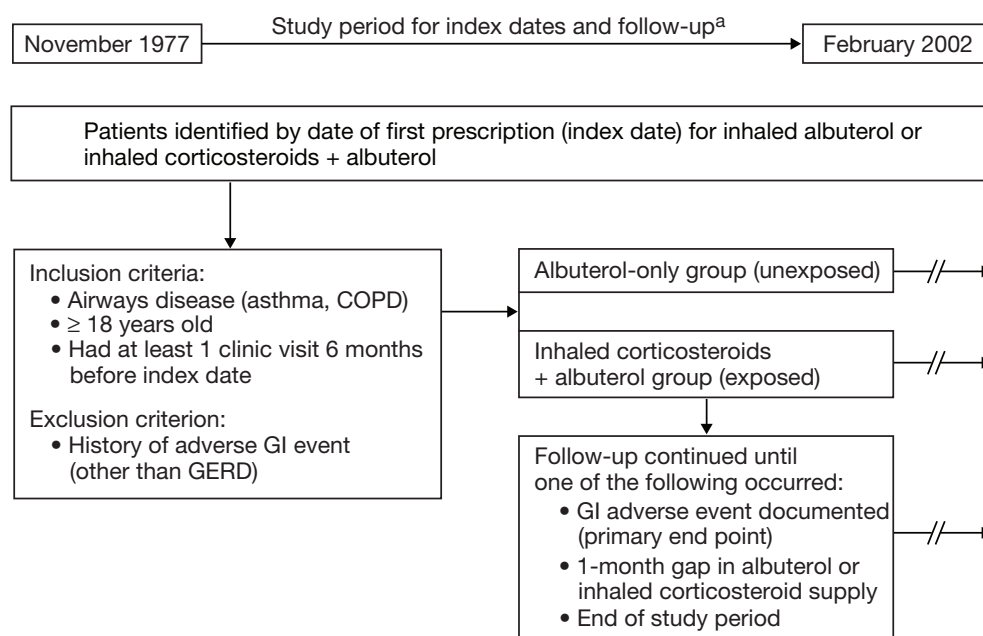 November 1977
Study period for index dates and follow-upᵃ
February 2002
Patients identified by date of first prescription (index date) for inhaled albuterol or
inhaled corticosteroids + albuterol
Inclusion criteria:
• Airways disease (asthma, COPD)
• ≥ 18 years old
• Had at least 1 clinic visit 6 months
before index date
Exclusion criterion:
• History of adverse GI event
(other than GERD)
Albuterol-only group (unexposed)
Inhaled corticosteroids
+ albuterol group (exposed)
Follow-up continued until
one of the following occurred:
• GI adverse event documented
(primary end point)
• 1-month gap in albuterol or
inhaled corticosteroid supply
• End of study period